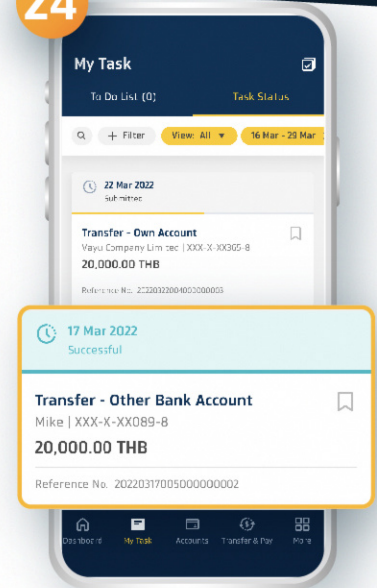 24
My Task
To Do List (0) Task Status
+ Filter View: All 16 Mar - 29 Mar
22 Mar 2022
Submitted
Transfer - Own Account
Vayu Company Limited | XXX-X-XX365-8
20,000.00 THB
Reference No.
17 Mar 2022
Successful
Transfer - Other Bank Account
Mike | XXX-X-XX089-8
20,000.00 THB
Reference No. 20220317005000000002
Dashboard My Task Accounts Transfer & Pay More